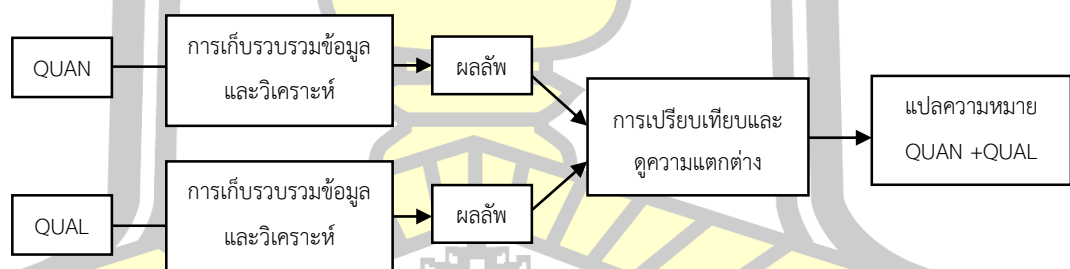 QUAN
การเก็บรวบรวมข้อมูล
และวิเคราะห์
ผลลัพ
QUAL
การเก็บรวบรวมข้อมูล
และวิเคราะห์
ผลลัพ
การเปรียบเทียบและ
ดูความแตกต่าง
แปลความหมาย
QUAN +QUAL